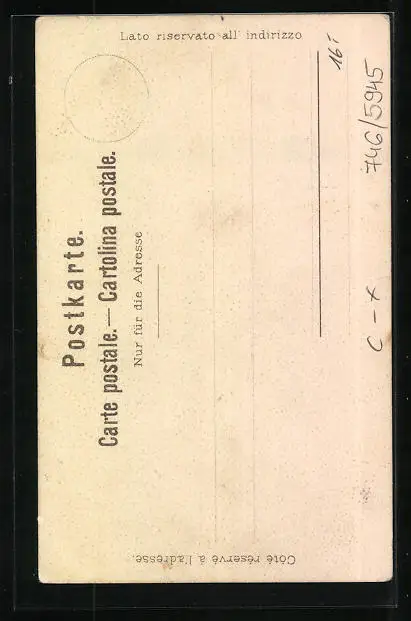 Lato riservato all' indirizzo
Postkarte.
Carte postale. — Cartolina postale.
Nur für die Adresse
Côté réservé à l'adresse.
16.-
746/5945
C - x